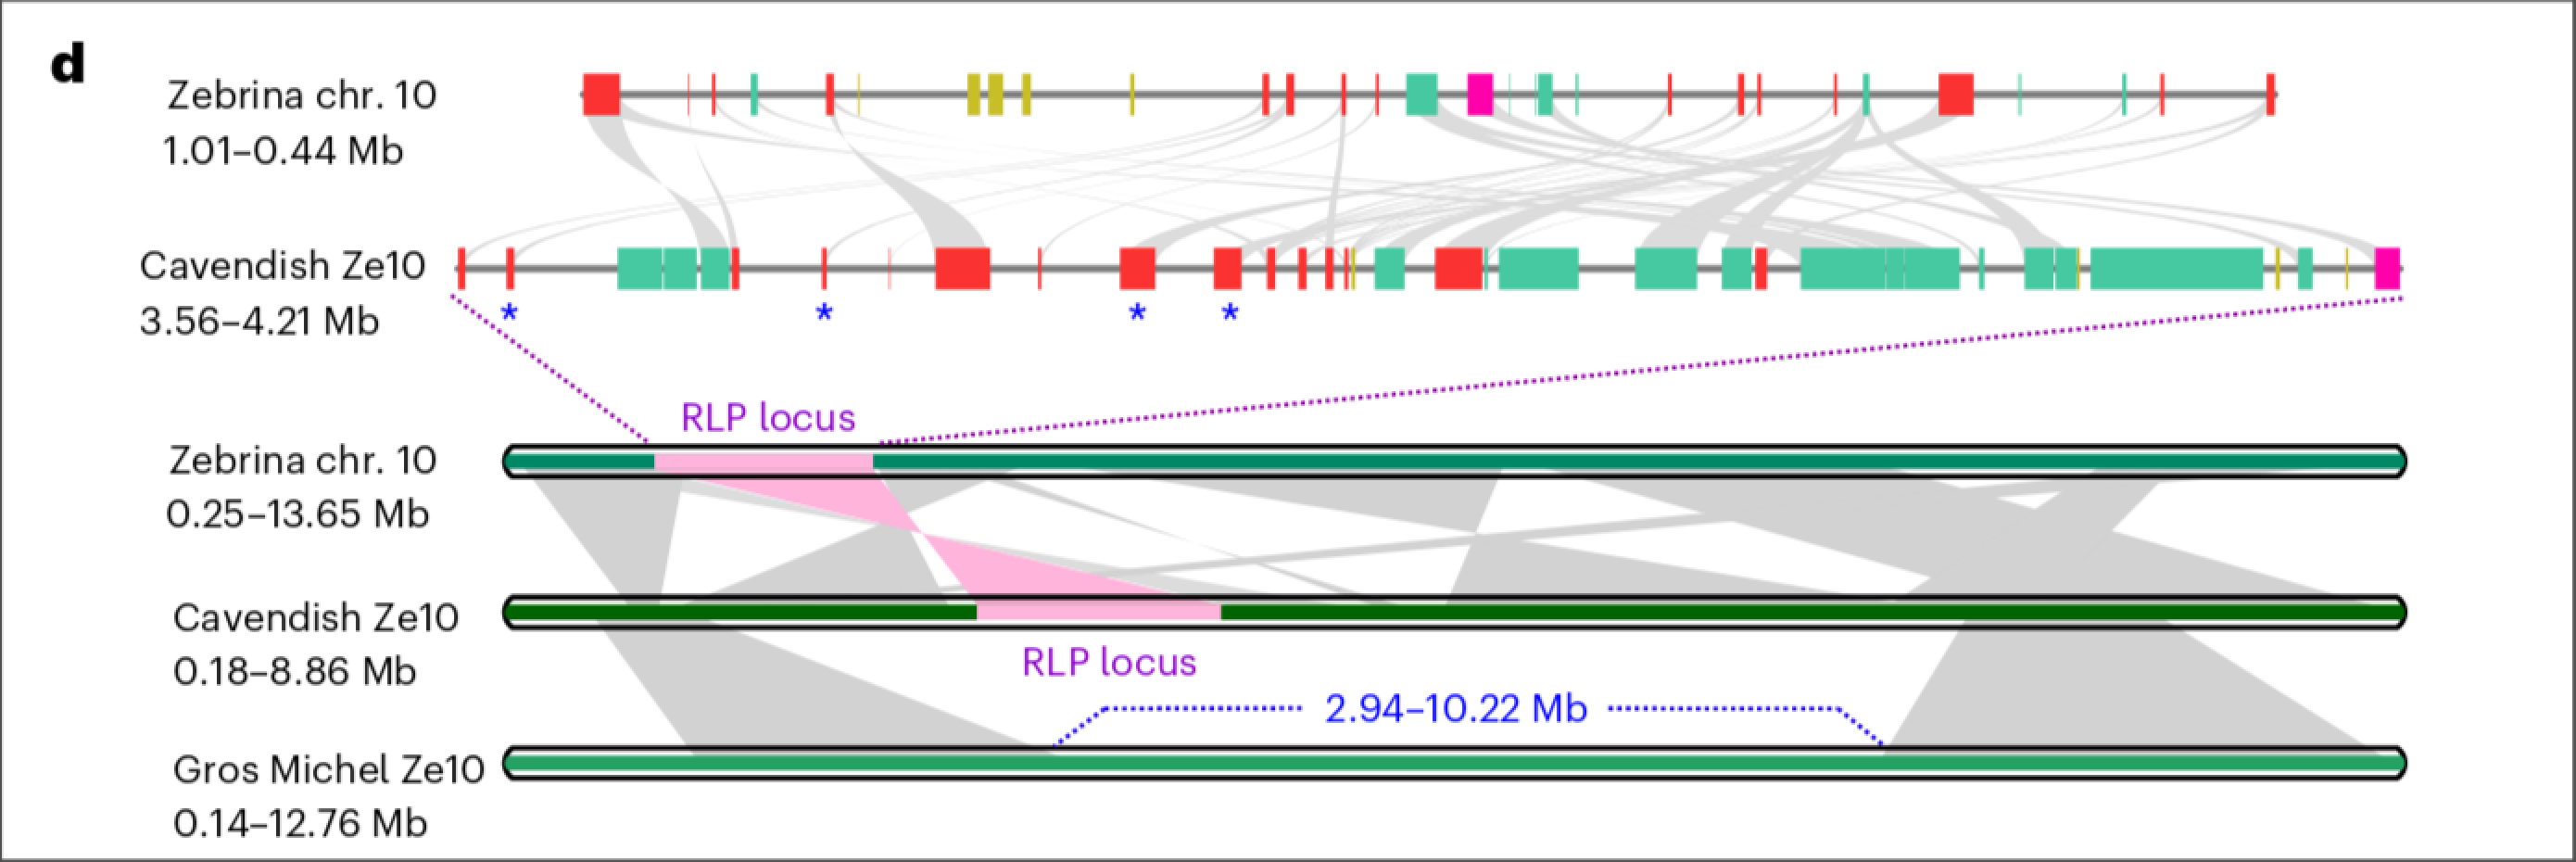 d
Zebrina chr. 10
1.01–0.44 Mb
Cavendish Ze10
3.56–4.21 Mb
* * * *
RLP locus
Zebrina chr. 10
0.25–13.65 Mb
Cavendish Ze10
0.18–8.86 Mb
RLP locus
2.94–10.22 Mb
Gros Michel Ze10
0.14–12.76 Mb